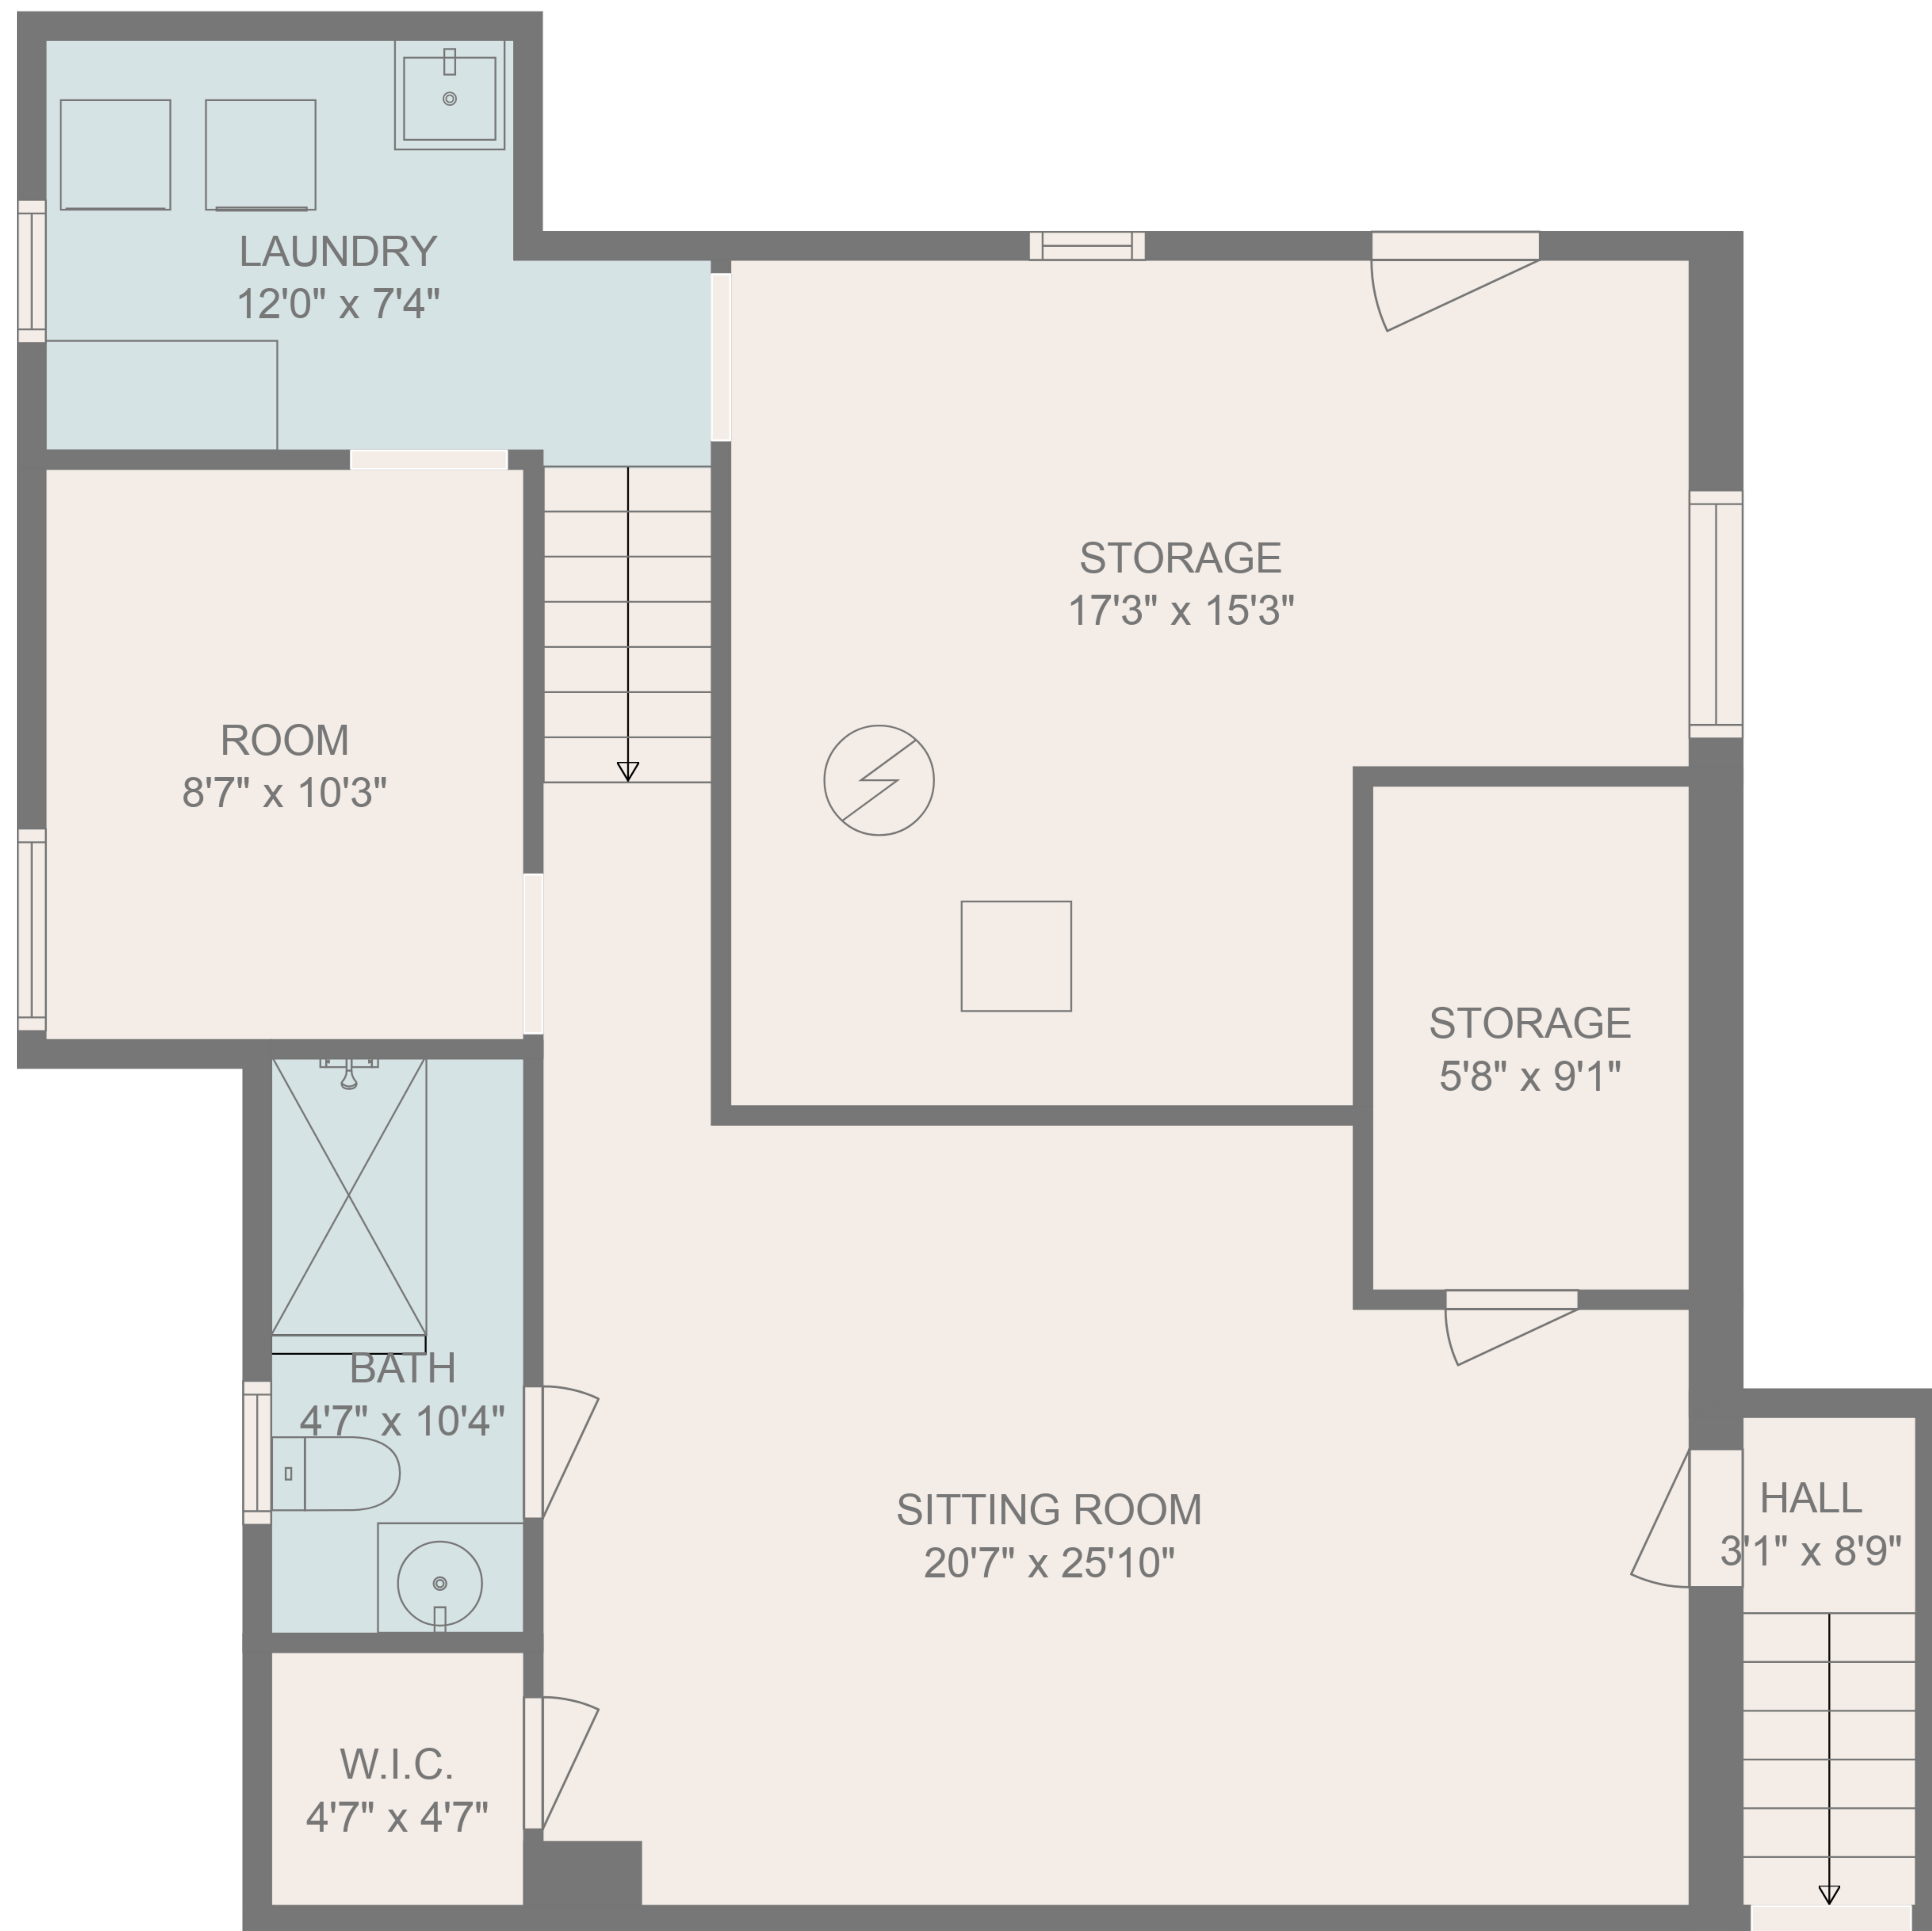 LAUNDRY
12'0" x 7'4"
STORAGE
17'3" x 15'3"
ROOM
8'7" x 10'3"
STORAGE
5'8" x 9'1"
BATH
4'7" x 10'4"
SITTING ROOM
20'7" x 25'10"
HALL
3'1" x 8'9"
W.I.C.
4'7" x 4'7"